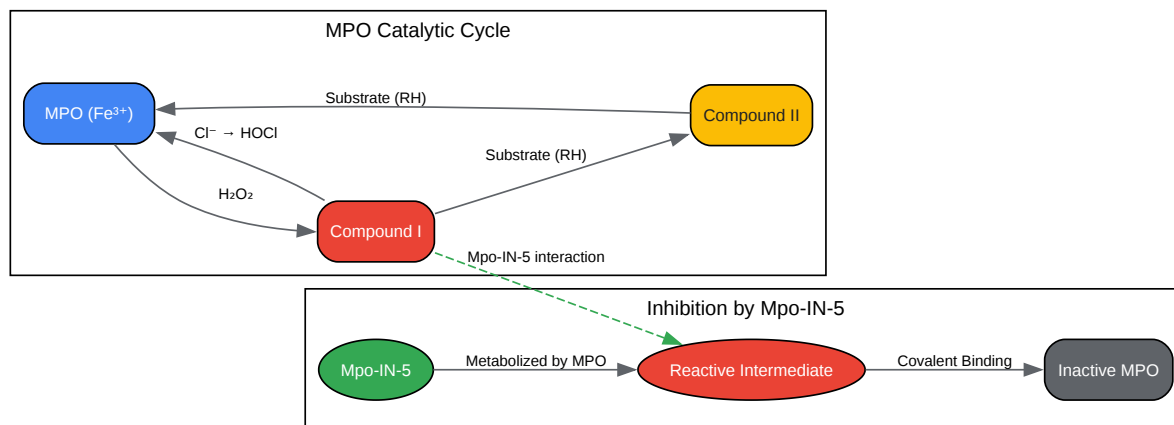 MPO Catalytic Cycle
Substrate (RH)
MPO (Fe³⁺)
Compound II
Cl⁻ → HOCl
Substrate (RH)
H₂O₂
Compound I
Mpo-IN-5 interaction
Inhibition by Mpo-IN-5
Mpo-IN-5
Metabolized by MPO
Reactive Intermediate
Covalent Binding
Inactive MPO